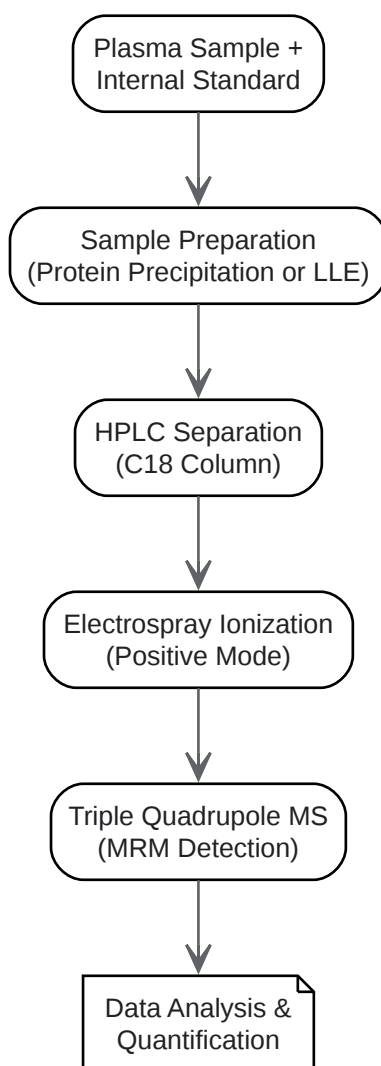 Plasma Sample +
Internal Standard
Sample Preparation
(Protein Precipitation or LLE)
HPLC Separation
(C18 Column)
Electrospray Ionization
(Positive Mode)
Triple Quadrupole MS
(MRM Detection)
Data Analysis &
Quantification